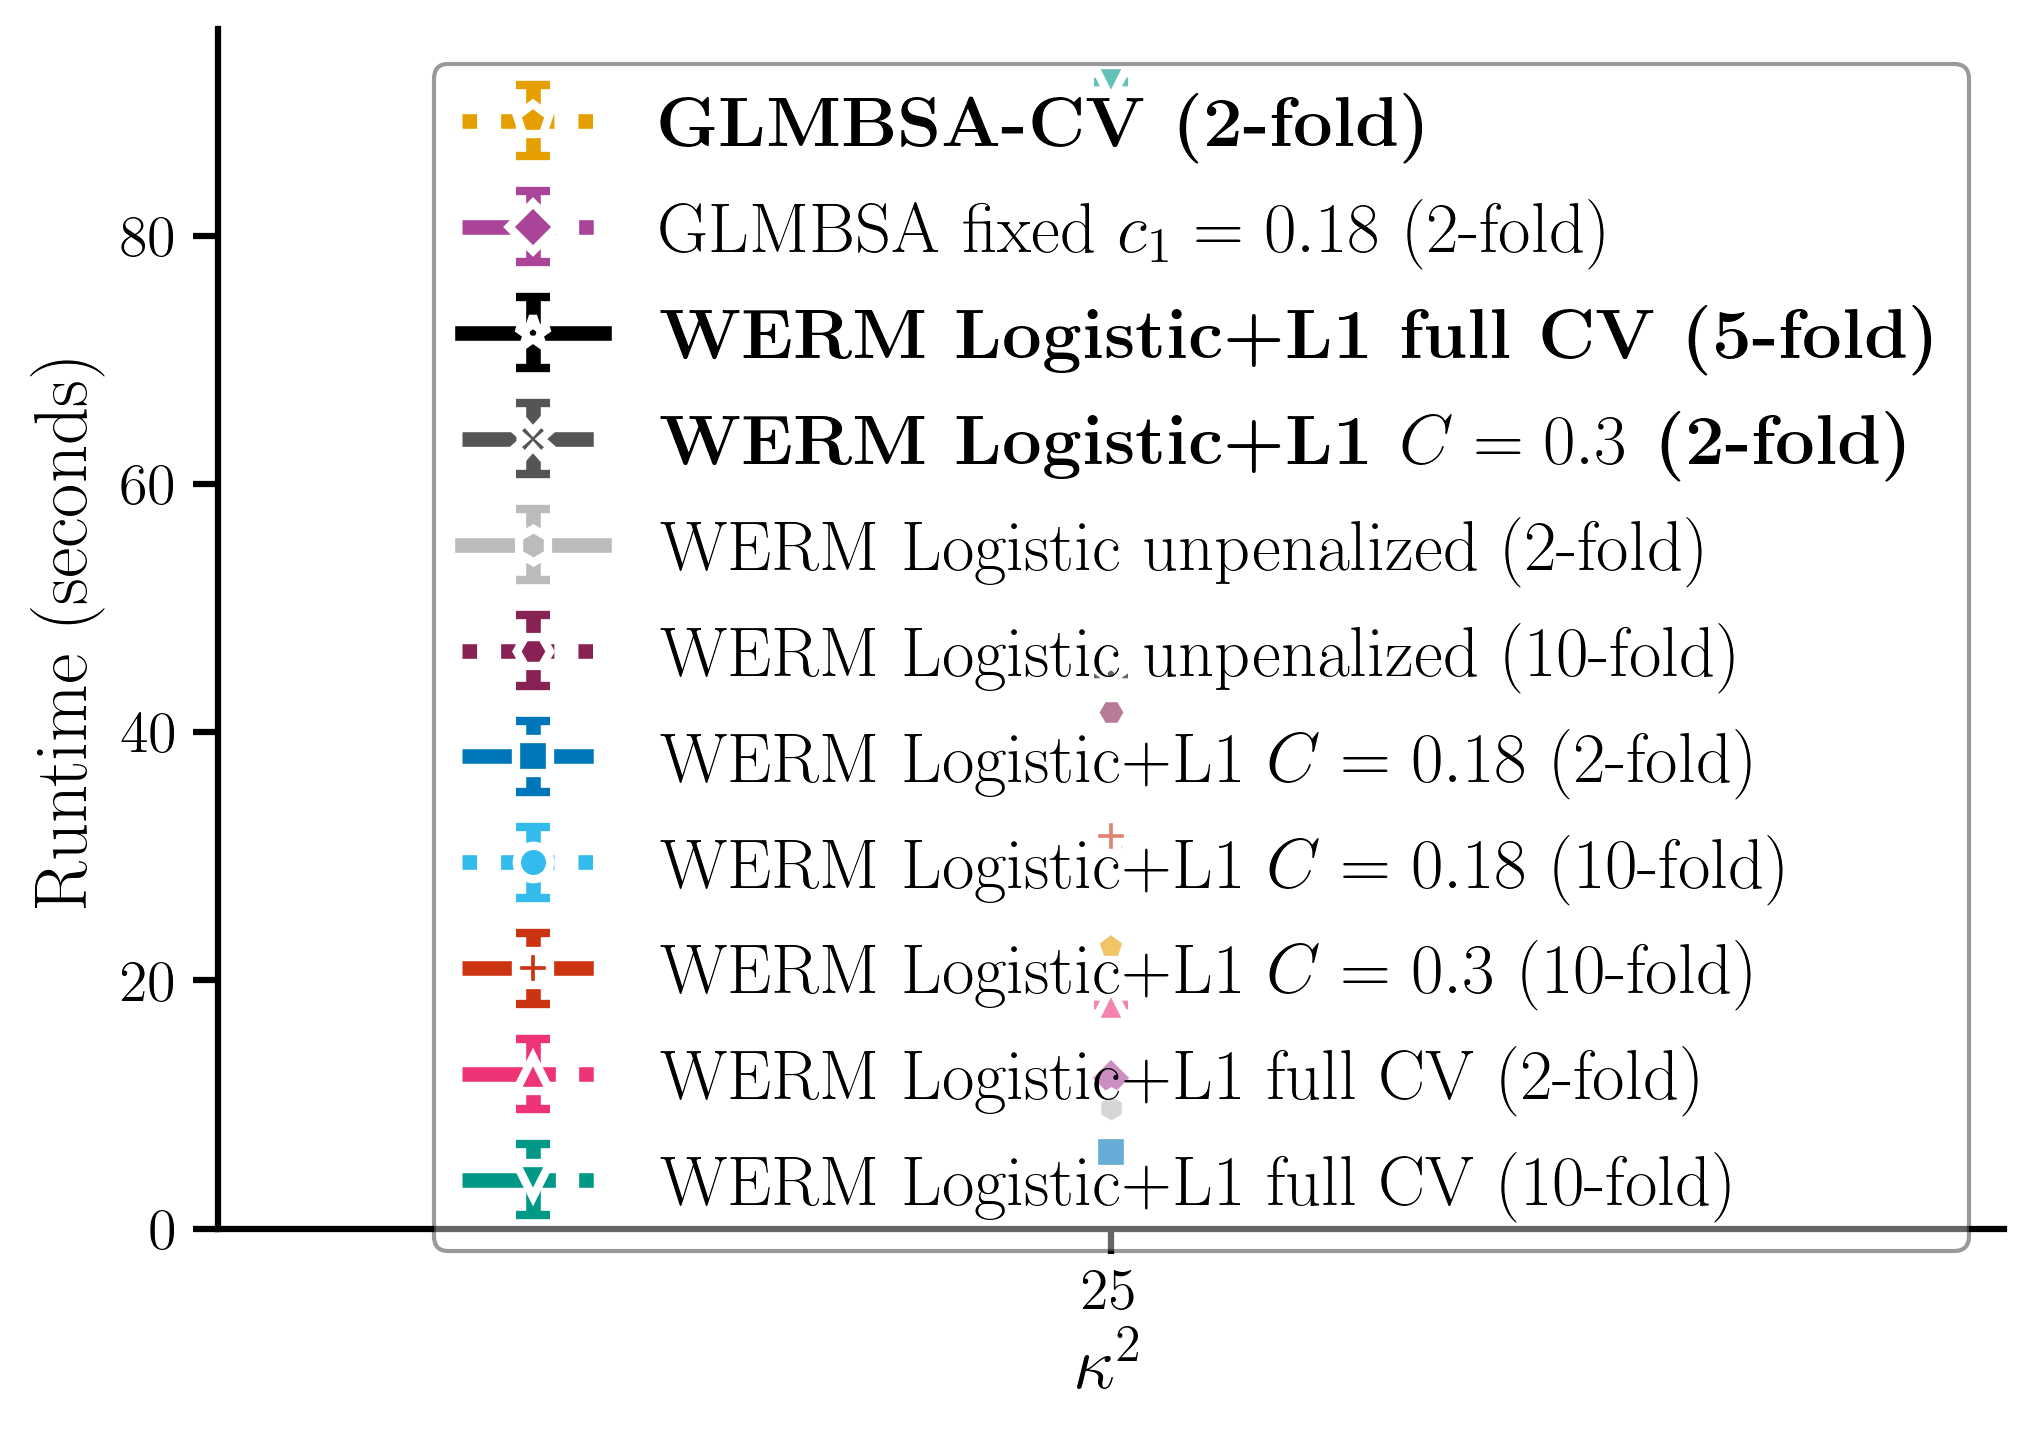 GLMBSA-CV (2-fold)
GLMBSA fixed c₁ = 0.18 (2-fold)
WERM Logistic+L1 full CV (5-fold)
WERM Logistic+L1 C = 0.3 (2-fold)
WERM Logistic unpenalized (2-fold)
WERM Logistic unpenalized (10-fold)
WERM Logistic+L1 C = 0.18 (2-fold)
WERM Logistic+L1 C = 0.18 (10-fold)
WERM Logistic+L1 C = 0.3 (10-fold)
WERM Logistic+L1 full CV (2-fold)
WERM Logistic+L1 full CV (10-fold)
Runtime (seconds)
80
60
40
20
0
25
κ²